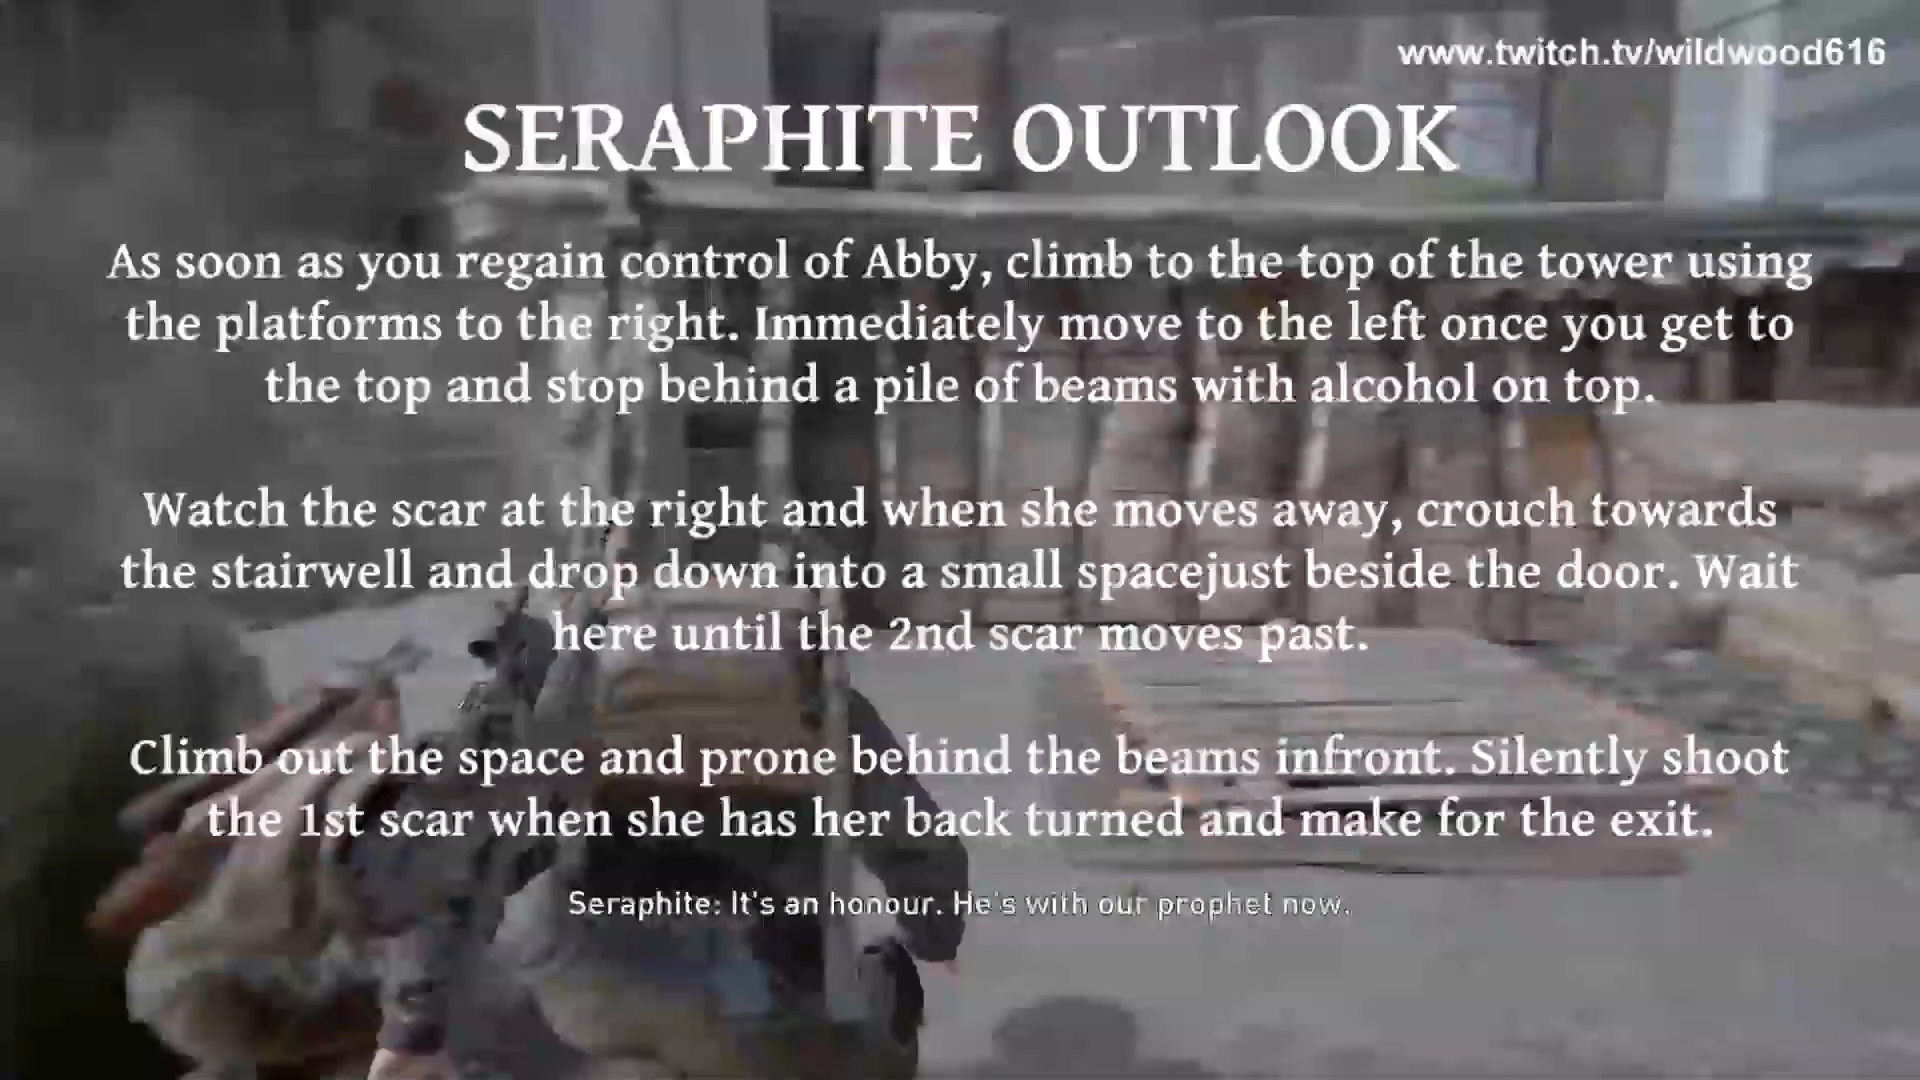 www.twitch.tv/wildwood616
SERAPHITE OUTLOOK
As soon as you regain control of Abby, climb to the top of the tower using
the platforms to the right. Immediately move to the left once you get to
the top and stop behind a pile of beams with alcohol on top.
Watch the scar at the right and when she moves away, crouch towards
the stairwell and drop down into a small spacejust beside the door. Wait
here until the 2nd scar moves past.
Climb out the space and prone behind the beams infront. Silently shoot
the 1st scar when she has her back turned and make for the exit.
Seraphite: It's an honour. He's with our prophet now.